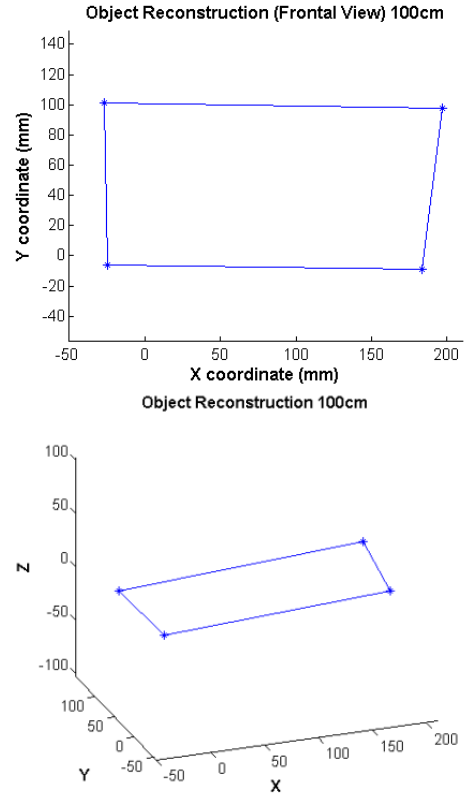 Object Reconstruction (Frontal View) 100cm
140
120
100
80
60
40
20
0
-20
-40
Y coordinate (mm)
-50 0 50 100 150 200
X coordinate (mm)
Object Reconstruction 100cm
100
50
0
-50
-100
Z
100
50
0
-50
Y
-50 0 50 100 150 200
X